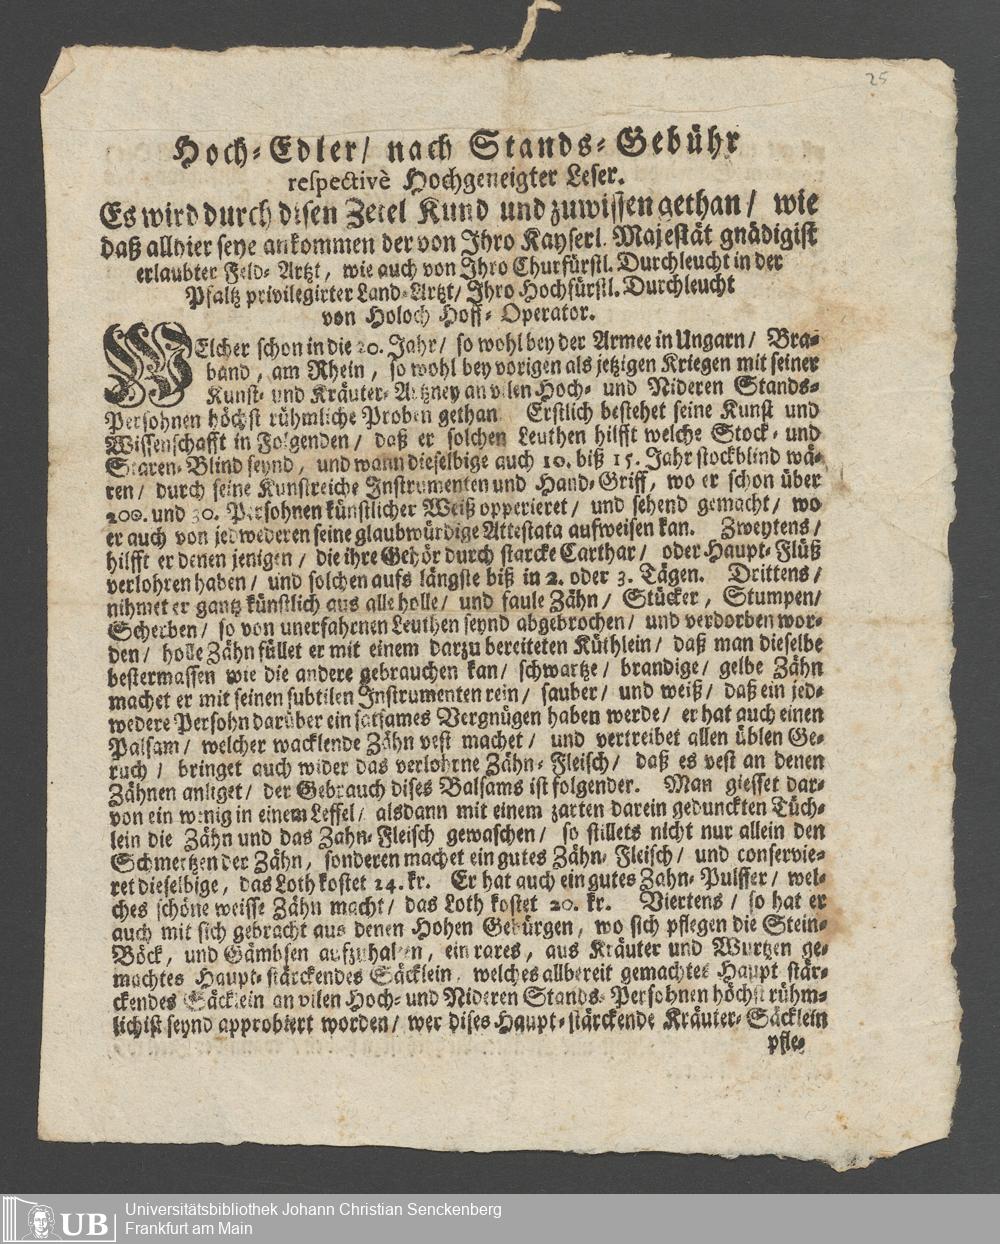 25
Hoch-Edler/ nach Stands-Gebühr
respectivè Hochgeneigter Leser.
Es wird durch disen Zetel Kund und zuwissen gethan/ wie
daß allhier seye ankommen der von Ihro Kayserl. Majestät gnädigist
erlaubter Feld-Artzt, wie auch von Ihro Churfürstl. Durchleucht in der
Pfaltz privilegirter Land-Artzt/ Ihro Hochfürstl. Durchleucht
von Holoch Hoff-Operator.
WElcher schon in die 20. Jahr/ so wohl bey der Armee in Ungarn/ Bra-
band, am Rhein, so wohl bey vorigen als jetzigen Kriegen mit seiner
Kunst- und Kräuter-Artzney an vilen Hoch- und Nideren Stands-
Persohnen höchst rühmliche Proben gethan. Erstlich bestehet seine Kunst und
Wissenschafft in Folgenden/ daß er solchen Leuthen hilfft welche Stock- und
Staren-Blind seynd, und wann dieselbige auch 10. biß 15. Jahr stockblind wä-
ren/ durch seine Kunstreiche Instrumenten und Hand-Griff, wo er schon über
200. und 30. Persohnen künstlicher Weiß opperieret/ und sehend gemacht/ wo
er auch von jedwederen seine glaubwürdige Attestata aufweisen kan. Zweytens/
hilfft er denen jenigen/ die ihre Gehör durch starcke Carthar/ oder Haupt-Flüß
verlohren haben/ und solchen aufs längste biß in 2. oder 3. Tägen. Drittens/
nihmet er gantz künstlich aus alle holle/ und faule Zähn/ Stücker, Stumpen/
Scherben/ so von unerfahrnen Leuthen seynd abgebrochen/ und verdorben wor-
den/ holle Zähn füllet er mit einem darzu bereiteten Küthlein/ daß man dieselbe
bestermassen wie die andere gebrauchen kan/ schwartze/ brandige/ gelbe Zähn
machet er mit seinen subtilen Instrumenten rein/ sauber/ und weiß/ daß ein jed-
wedere Persohn darüber ein satsames Vergnügen haben werde/ er hat auch einen
Palsam/ welcher wacklende Zähn vest machet/ und vertreibet allen üblen Ge-
ruch/ bringet auch wider das verlohrne Zähn-Fleisch/ daß es vest an denen
Zähnen anliget/ der Gebrauch dises Balsams ist folgender. Man giesset dar-
von ein wenig in einem Leffel/ alsdann mit einem zarten darein gedunckten Tüch-
lein die Zähn und das Zahn-Fleisch gewaschen/ so stillets nicht nur allein den
Schmertzen der Zähn, sonderen machet ein gutes Zähn-Fleisch/ und conservie-
ret dieselbige, das Loth kostet 24. kr. Er hat auch ein gutes Zahn-Pulffer/ wel-
ches schöne weisse Zähn macht/ das Loth kostet 20. kr. Viertens/ so hat er
auch mit sich gebracht aus denen Hohen Gebürgen, wo sich pflegen die Stein-
Böck, und Gämbsen aufzuhalten, ein rares, aus Kräuter und Wurtzen ge-
machtes Haupt-stärckendes Säcklein, welches allbereit gemachtes Haupt stär-
ckendes Säcklein an vilen Hoch- und Nideren Stands-Persohnen höchst rühm-
lichist seynd approbiert worden/ wer dises Haupt-stärckende Kräuter-Säcklein
pfle-
UB
Universitätsbibliothek Johann Christian Senckenberg
Frankfurt am Main